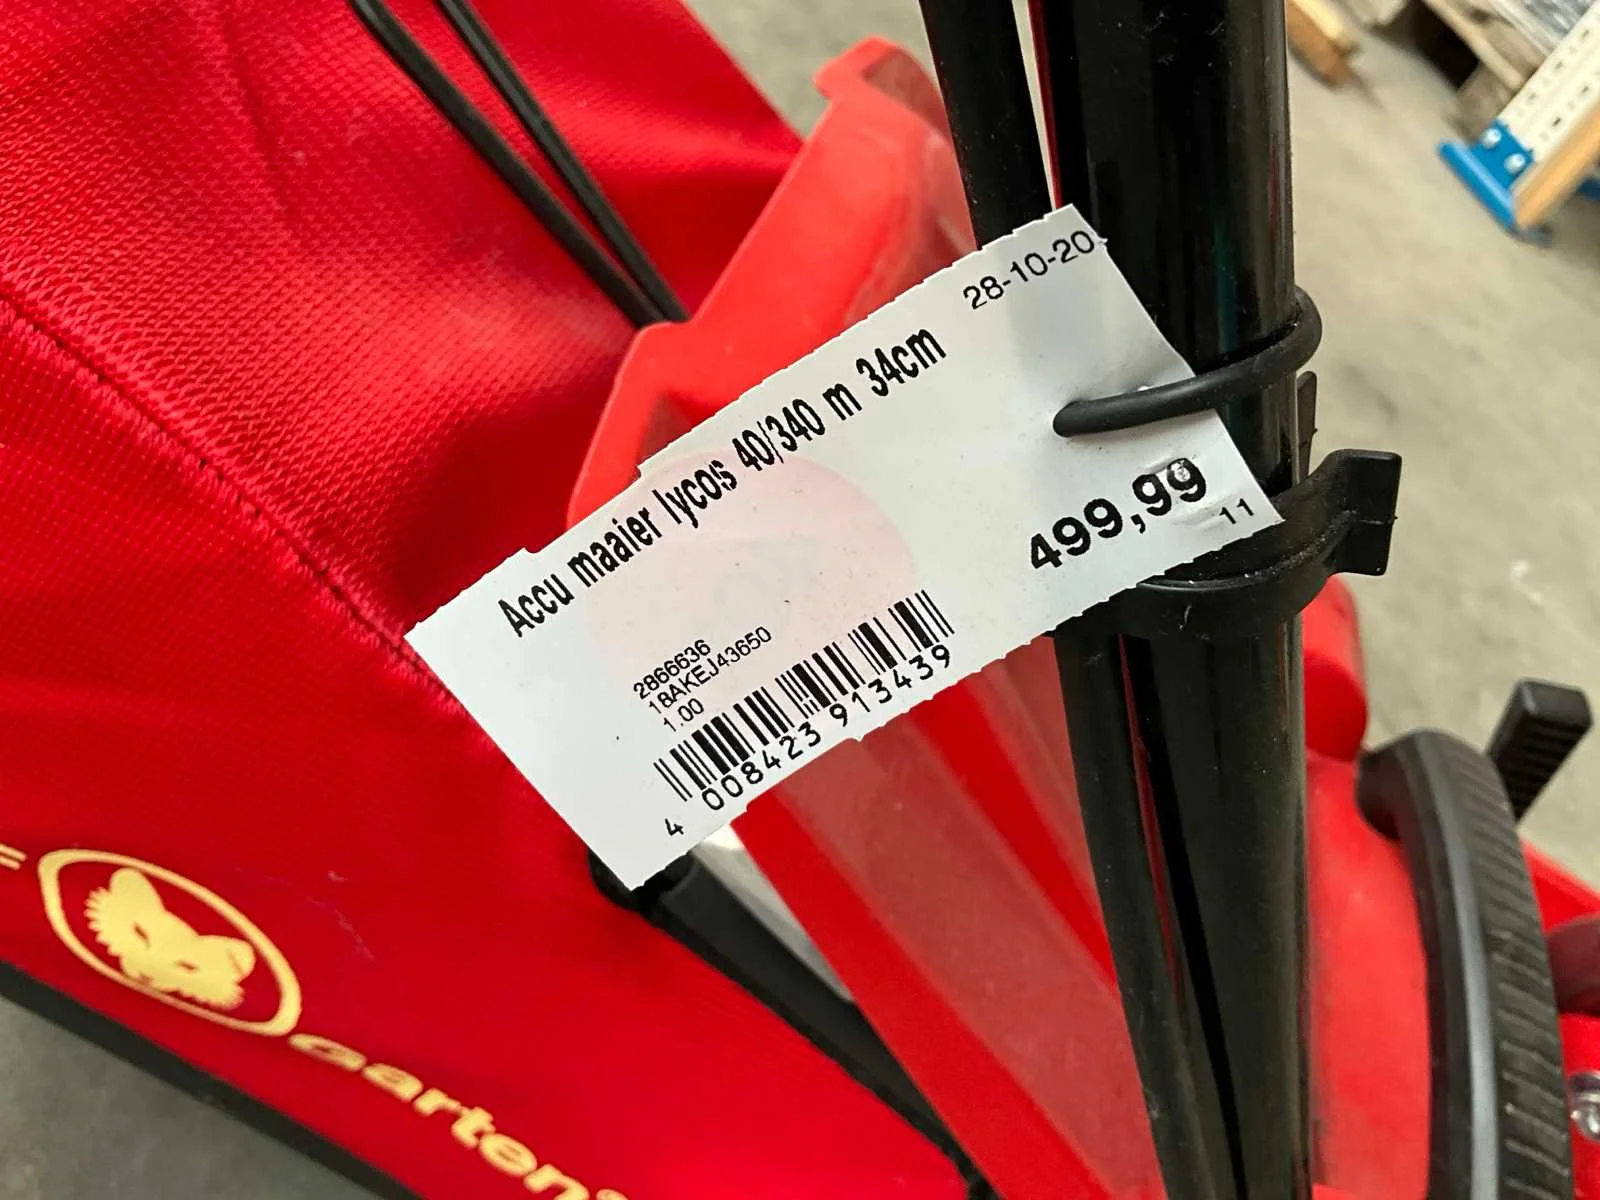 28-10-20
Accu maaier lycos 40/340 m 34cm
499,99
11
2866636
18AKEJ43650
1.00
4 008423 913439
Garten